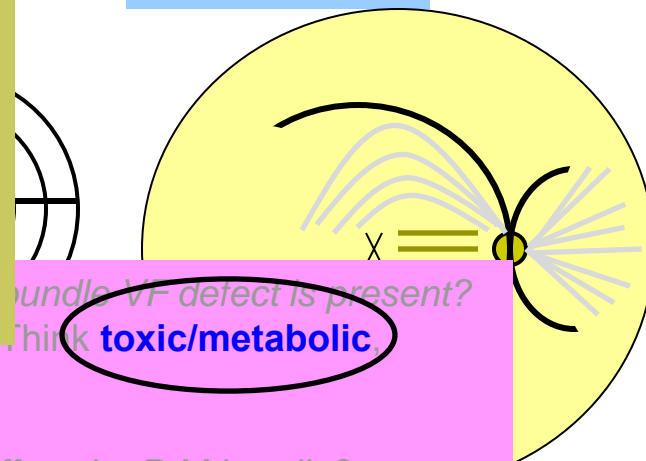 bundle VF defect is present?
Think toxic/metabolic,